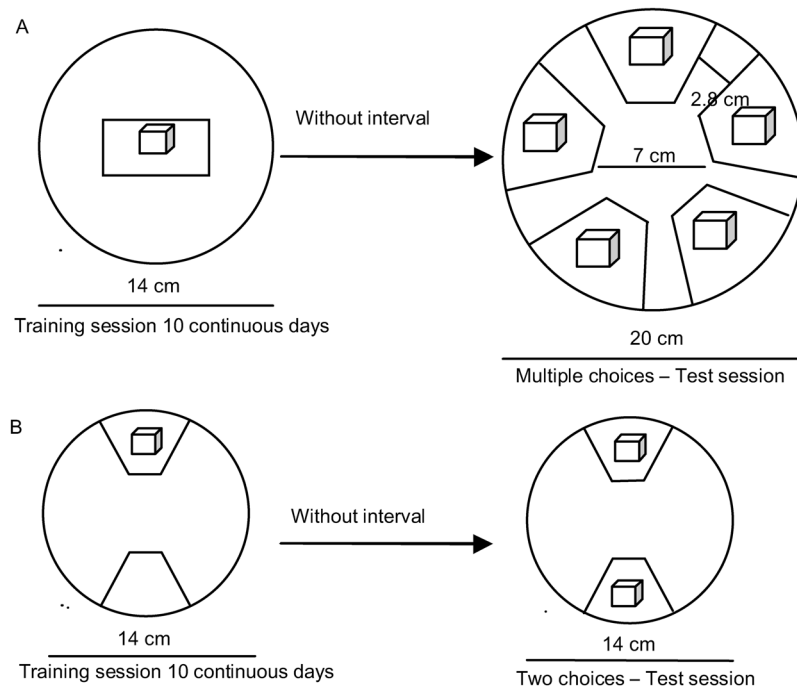 A
Without interval
2.8 cm
7 cm
14 cm
Training session 10 continuous days
20 cm
Multiple choices – Test session
B
Without interval
14 cm
Training session 10 continuous days
14 cm
Two choices – Test session